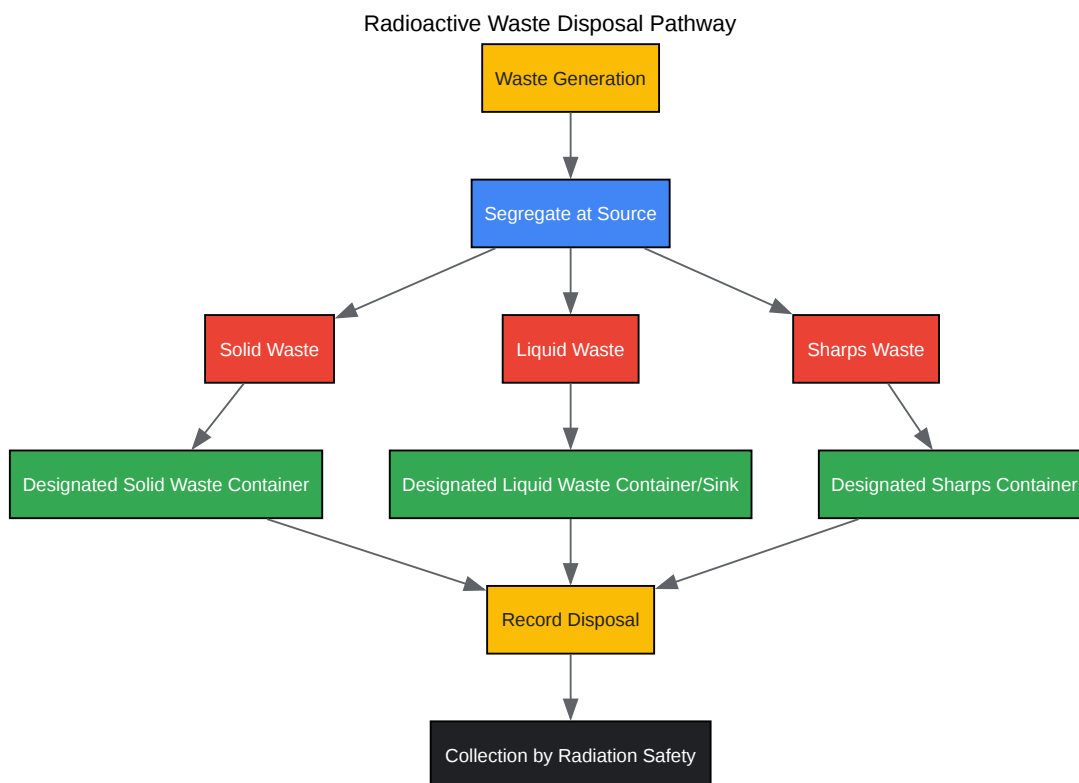 Radioactive Waste Disposal Pathway
Waste Generation
Segregate at Source
Solid Waste
Liquid Waste
Sharps Waste
Designated Solid Waste Container
Designated Liquid Waste Container/Sink
Designated Sharps Container
Record Disposal
Collection by Radiation Safety